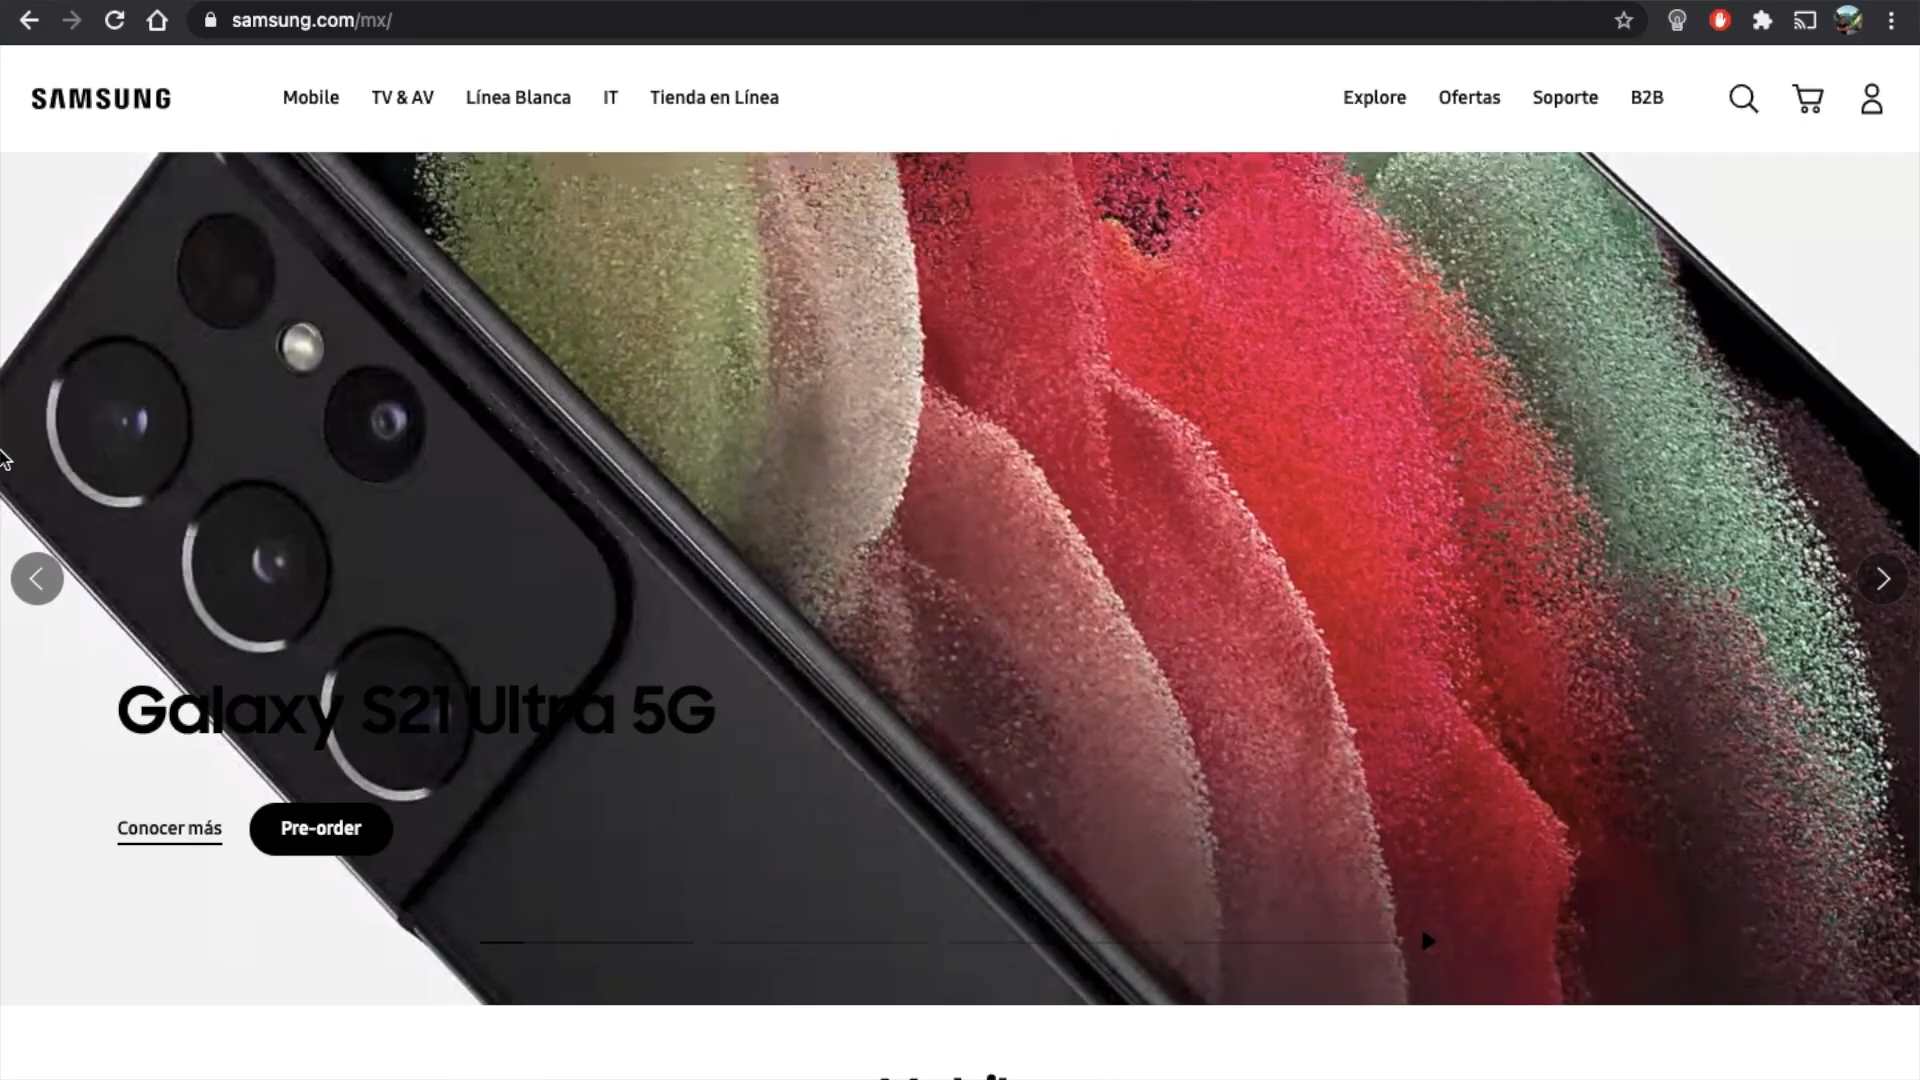 samsung.com/mx/
SAMSUNG
Mobile TV & AV Línea Blanca IT Tienda en Línea Explore Ofertas Soporte B2B
Galaxy S21 Ultra 5G
Conocer más Pre-order